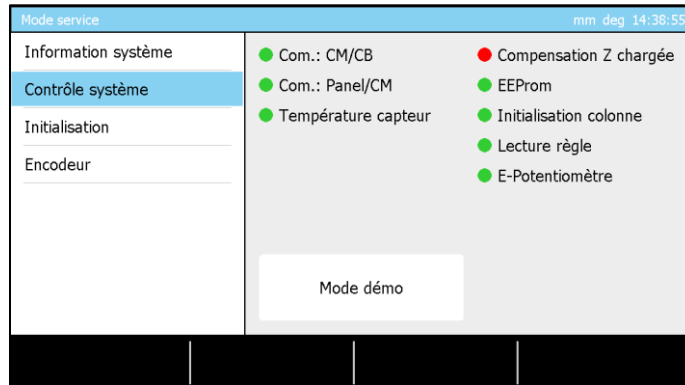 Mode service
mm deg 14:38:55
Information système
Contrôle système
Initialisation
Encodeur
Com.: CM/CB
Com.: Panel/CM
Température capteur
Compensation Z chargée
EEProm
Initialisation colonne
Lecture règle
E-Potentiomètre
Mode démo